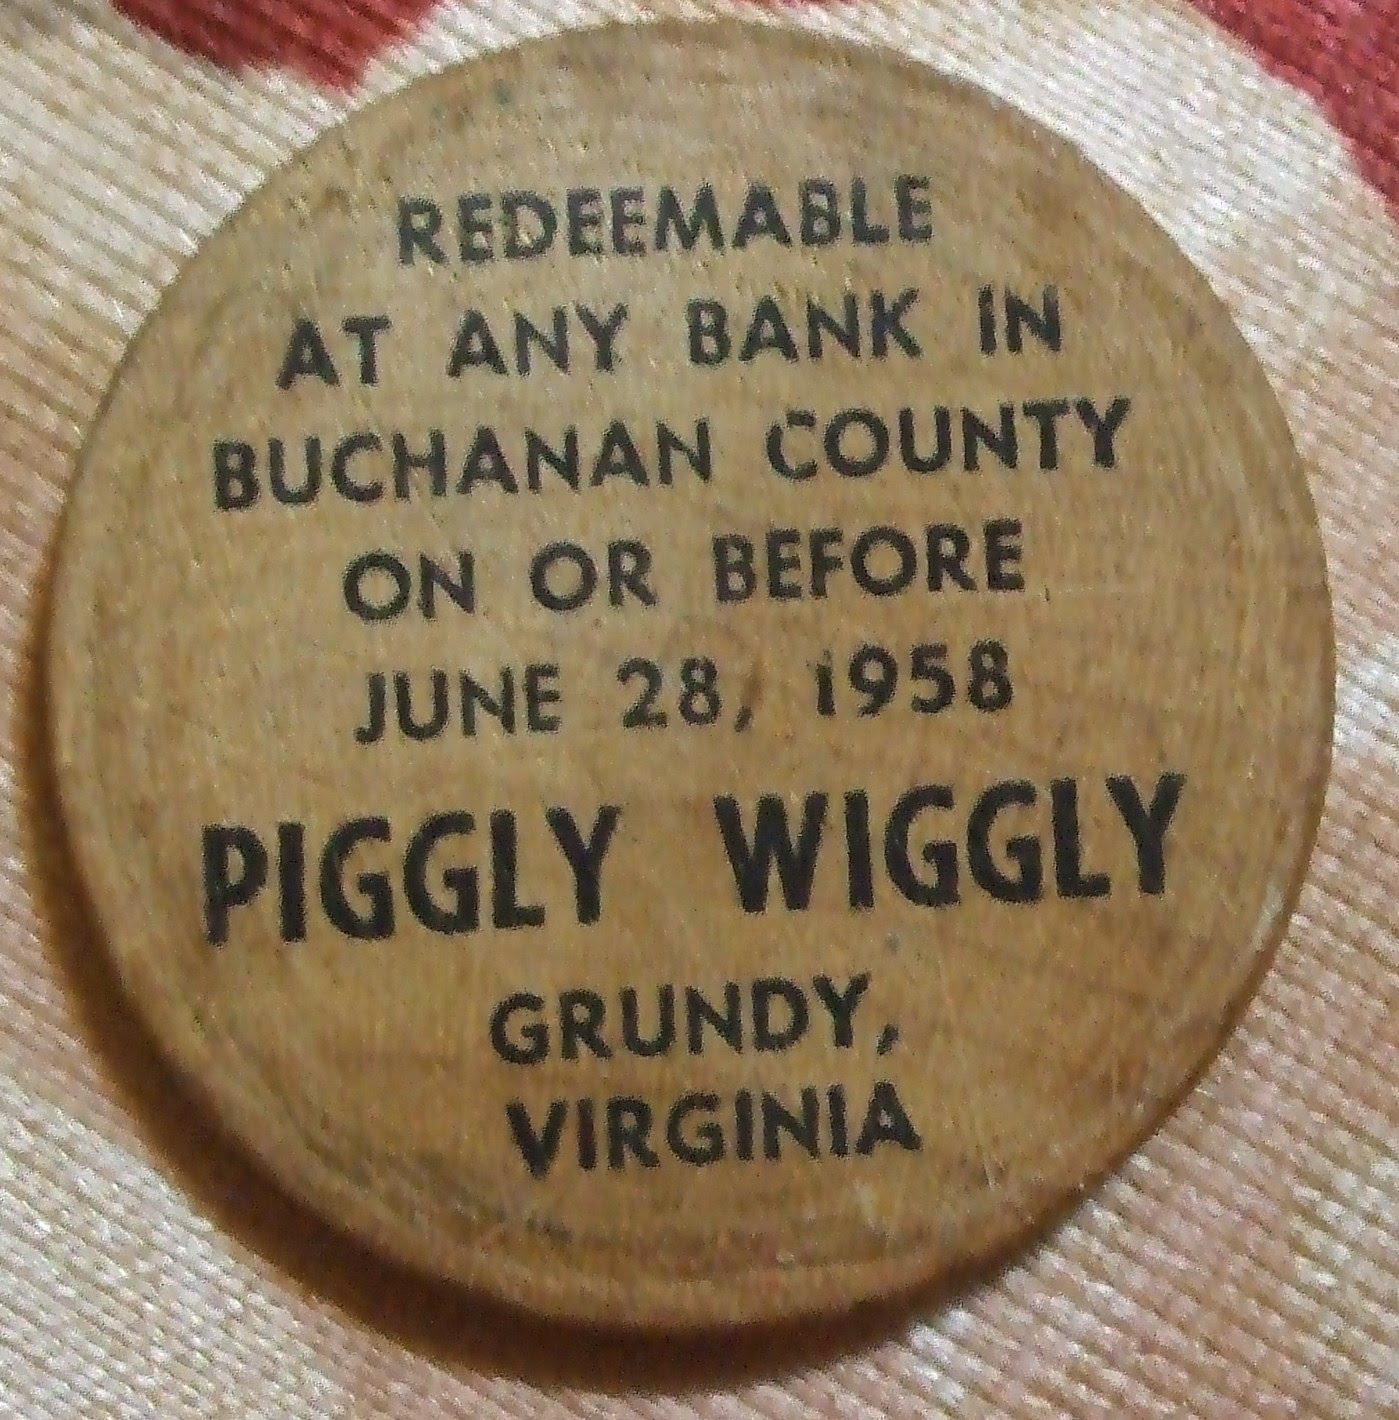 REDEEMABLE
AT ANY BANK IN
BUCHANAN COUNTY
ON OR BEFORE
JUNE 28, 1958
PIGGLY WIGGLY
GRUNDY,
VIRGINIA